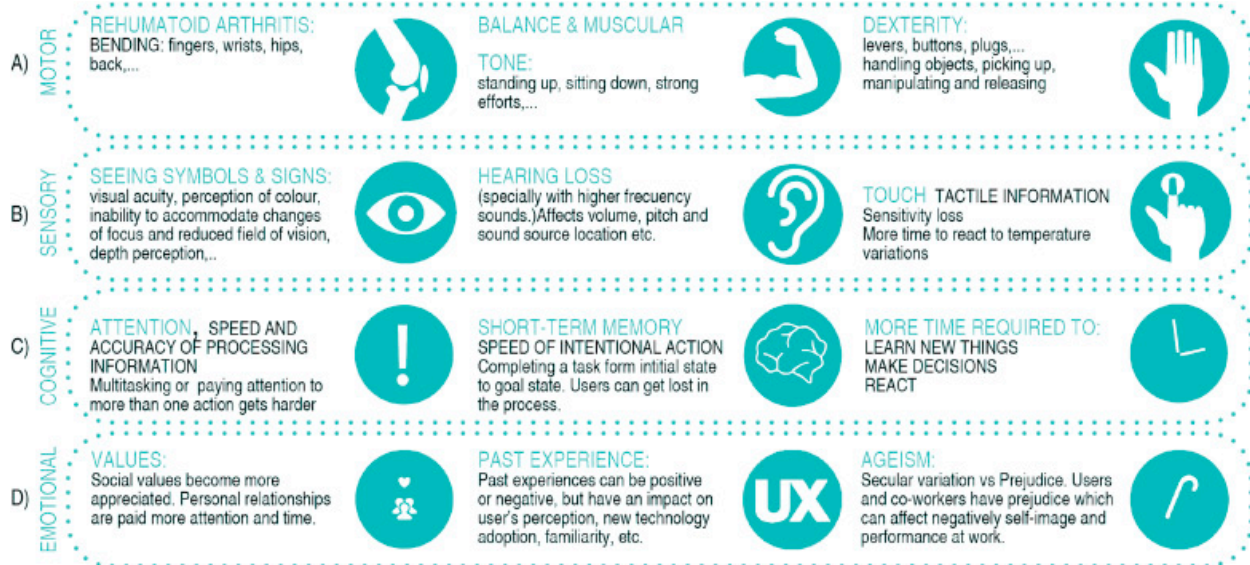 A)
MOTOR
REHUMATOID ARTHRITIS:
BENDING: fingers, wrists, hips,
back,...
BALANCE & MUSCULAR
TONE:
standing up, sitting down, strong
efforts,...
DEXTERITY:
levers, buttons, plugs,...
handling objects, picking up,
manipulating and releasing
B)
SENSORY
SEEING SYMBOLS & SIGNS:
visual acuity, perception of colour,
inability to accommodate changes
of focus and reduced field of vision,
depth perception,..
HEARING LOSS
(specially with higher frecuency
sounds.)Affects volume, pitch and
sound source location etc.
TOUCH TACTILE INFORMATION
Sensitivity loss
More time to react to temperature
variations
C)
COGNITIVE
ATTENTION, SPEED AND
ACCURACY OF PROCESSING
INFORMATION
Multitasking or paying attention to
more than one action gets harder
!
SHORT-TERM MEMORY
SPEED OF INTENTIONAL ACTION
Completing a task form intitial state
to goal state. Users can get lost in
the process.
MORE TIME REQUIRED TO:
LEARN NEW THINGS
MAKE DECISIONS
REACT
D)
EMOTIONAL
VALUES:
Social values become more
appreciated. Personal relationships
are paid more attention and time.
PAST EXPERIENCE:
Past experiences can be positive
or negative, but have an impact on
user's perception, new technology
adoption, familiarity, etc.
UX
AGEISM:
Secular variation vs Prejudice. Users
and co-workers have prejudice which
can affect negatively self-image and
performance at work.